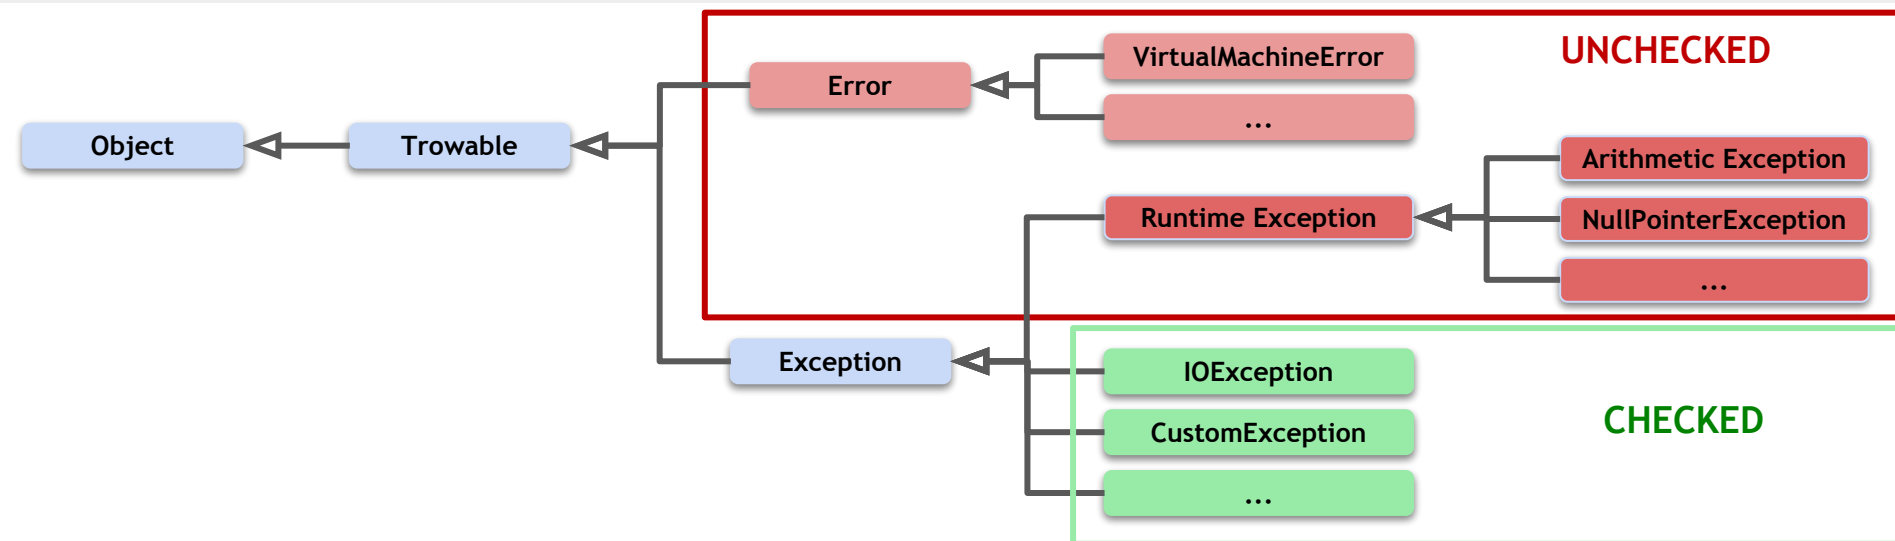 UNCHECKED
VirtualMachineError
Error
...
Object
Trowable
Arithmetic Exception
Runtime Exception
NullPointerException
...
Exception
IOException
CHECKED
CustomException
...